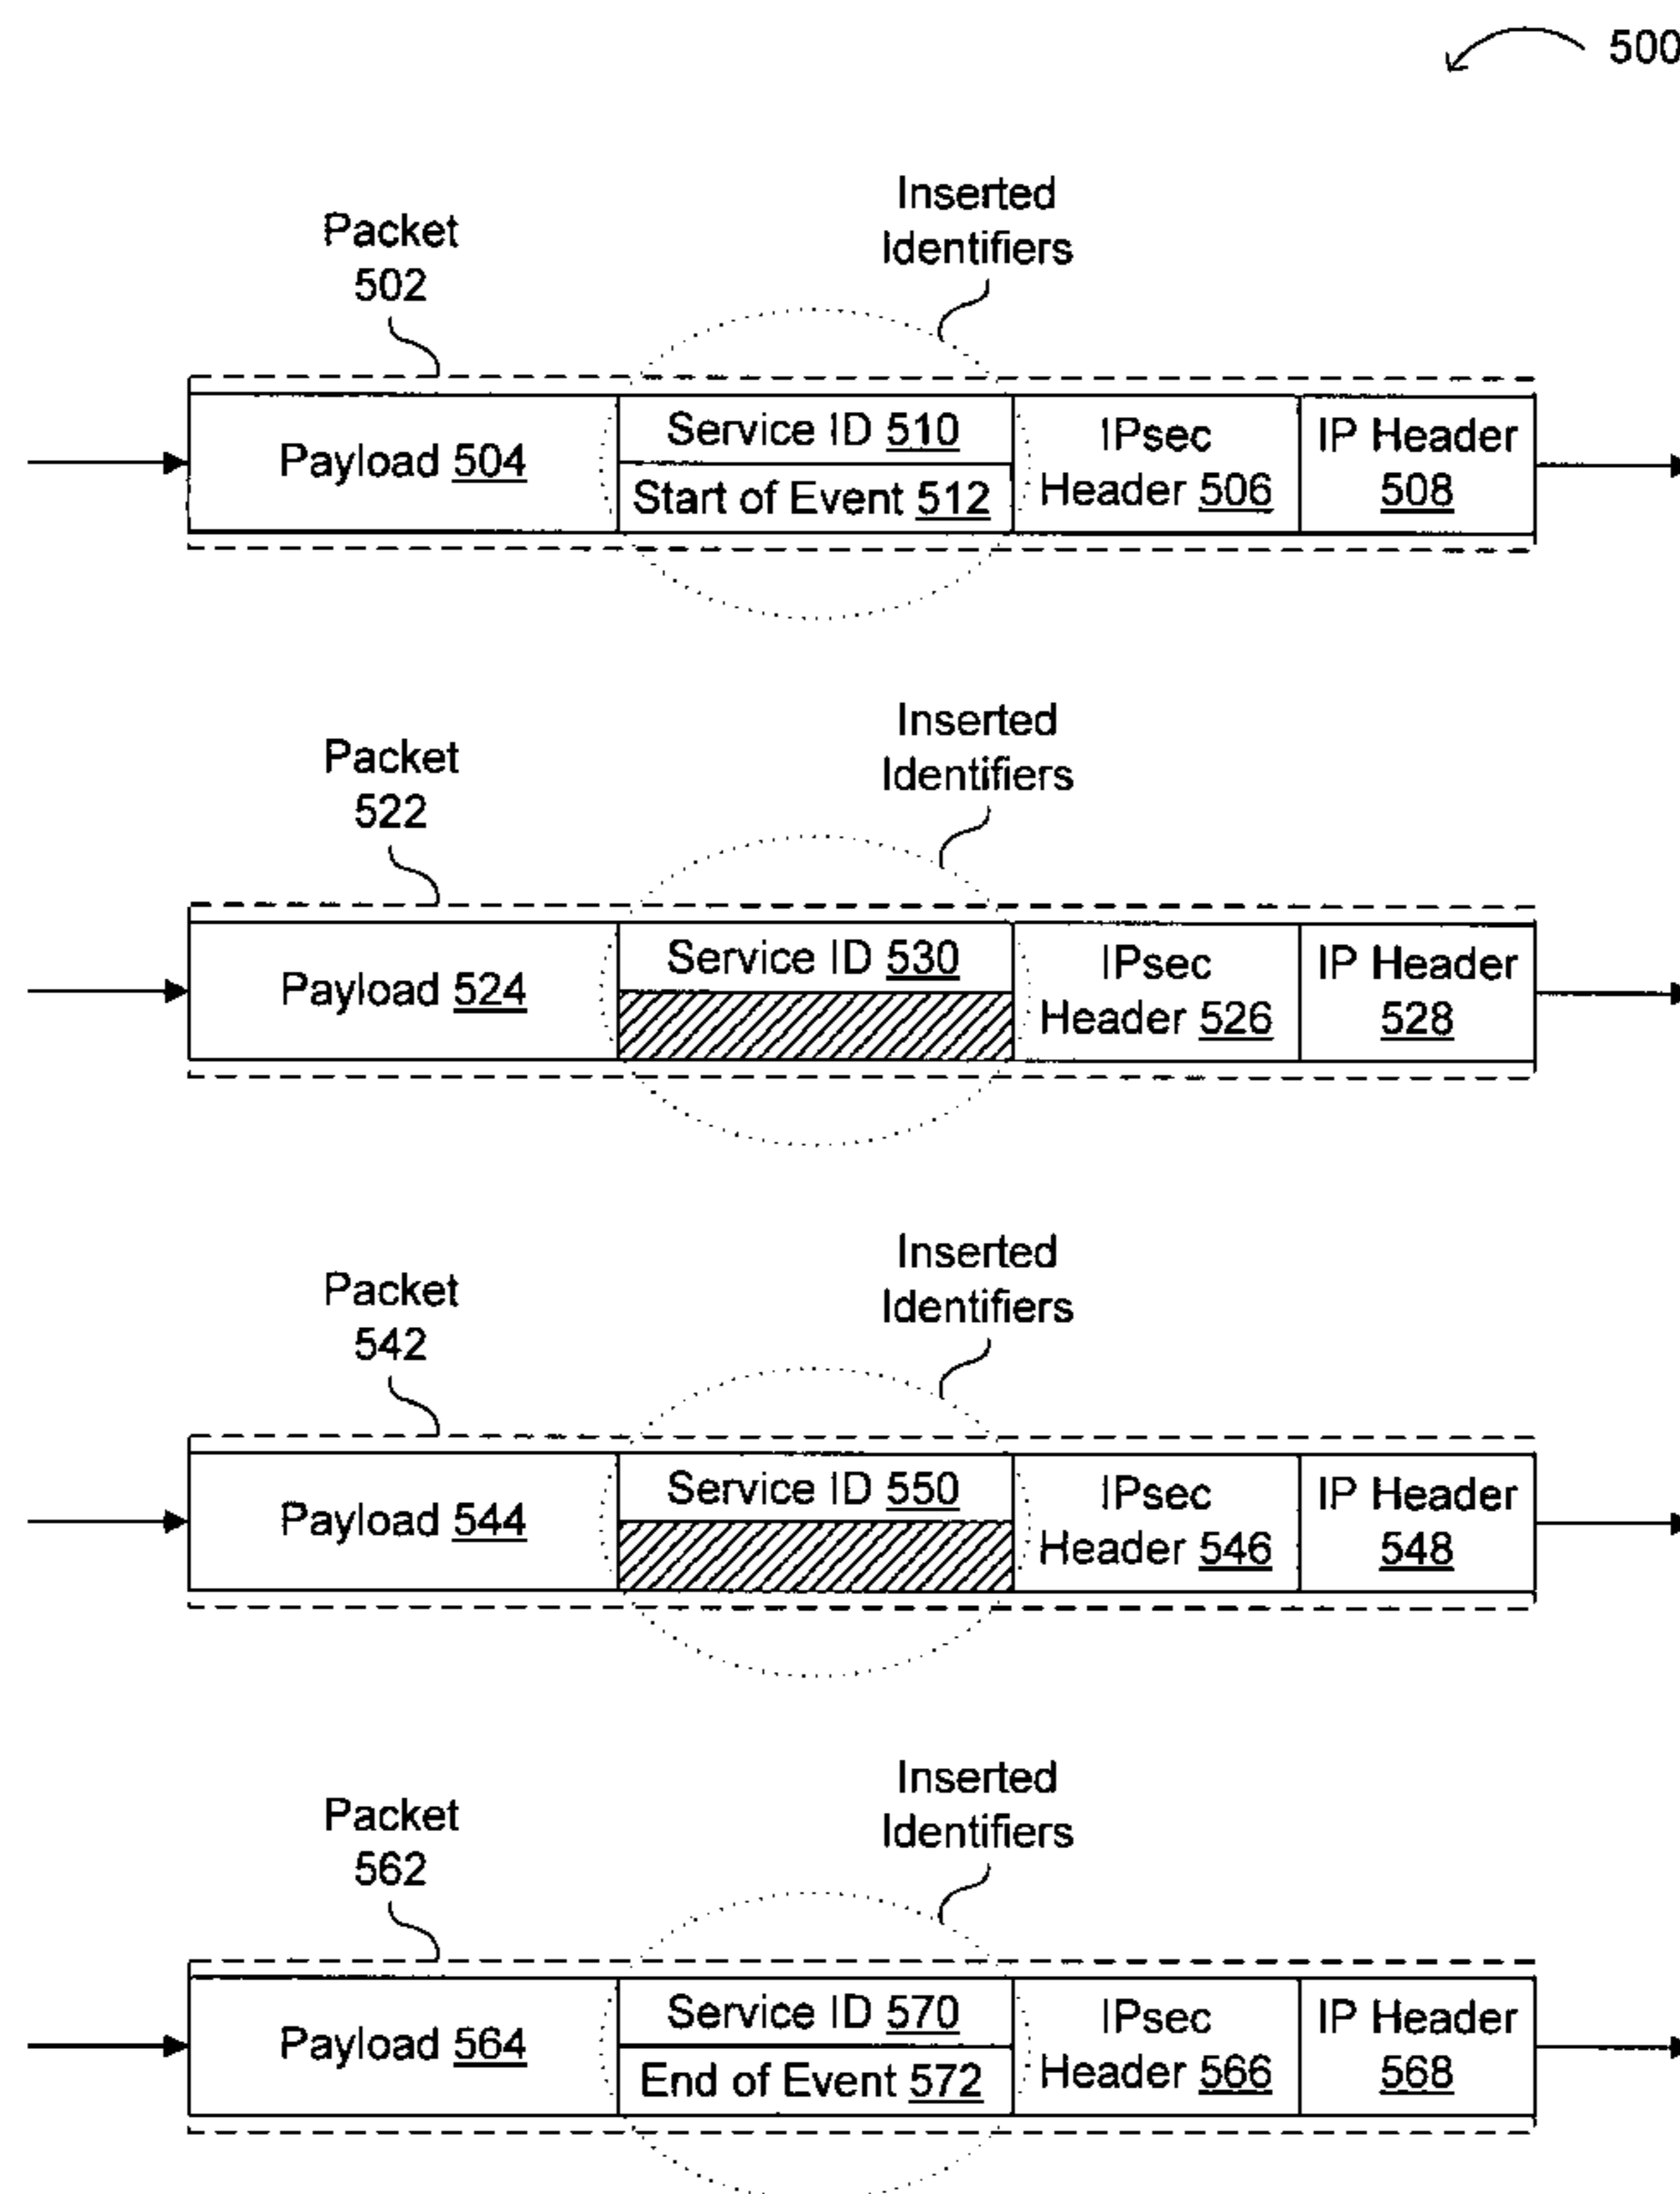 500
Inserted
Identifiers
Packet
502
Payload 504
Service ID 510
Start of Event 512
IPsec
Header 506
IP Header
508
Inserted
Identifiers
Packet
522
Payload 524
Service ID 530
IPsec
Header 526
IP Header
528
Inserted
Identifiers
Packet
542
Payload 544
Service ID 550
IPsec
Header 546
IP Header
548
Inserted
Identifiers
Packet
562
Payload 564
Service ID 570
End of Event 572
IPsec
Header 566
IP Header
568